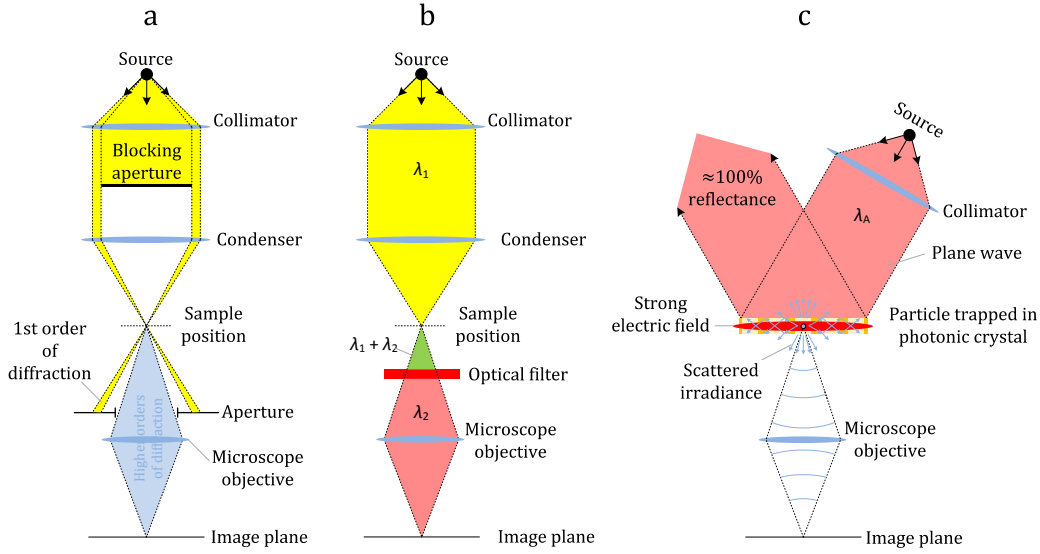 a
Source
Collimator
Blocking
aperture
Condenser
Sample
position
1st order
of
diffraction
Aperture
Higher orders
of diffraction
Microscope
objective
Image plane
b
Source
Collimator
λ₁
Condenser
Sample
position
λ₁ + λ₂
Optical filter
λ₂
Microscope
objective
Image plane
c
Source
≈100%
reflectance
λA
Collimator
Plane wave
Strong
electric field
Particle trapped in
photonic crystal
Scattered
irradiance
Microscope
objective
Image plane